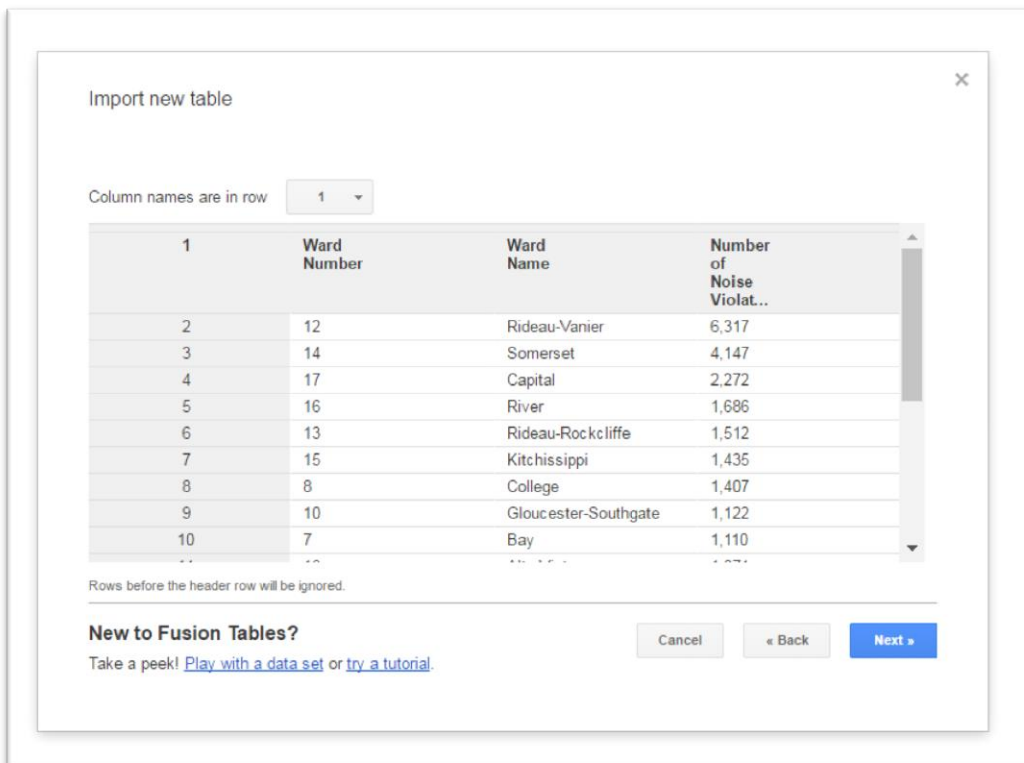 Import new table
×
Column names are in row 1
1 Ward Number Ward Name Number of Noise Violat...
2 12 Rideau-Vanier 6,317
3 14 Somerset 4,147
4 17 Capital 2,272
5 16 River 1,686
6 13 Rideau-Rockcliffe 1,512
7 15 Kitchissippi 1,435
8 8 College 1,407
9 10 Gloucester-Southgate 1,122
10 7 Bay 1,110
Rows before the header row will be ignored.
New to Fusion Tables?
Take a peek! Play with a data set or try a tutorial.
Cancel « Back Next »